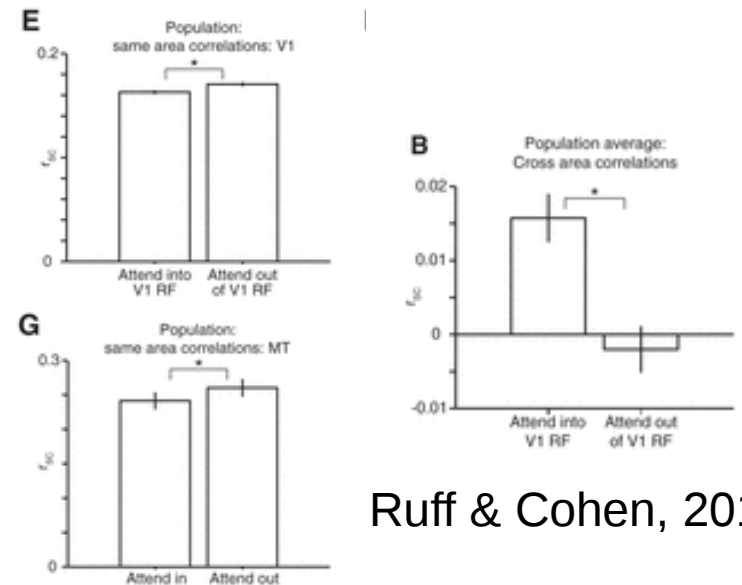 E
Population:
same area correlations: V1
0.2
*
rsc
0
Attend into
V1 RF
Attend out
of V1 RF
B
Population average:
Cross area correlations
0.02
*
0.01
rsc
0
-0.01
Attend into
V1 RF
Attend out
of V1 RF
G
Population:
same area correlations: MT
0.3
*
rsc
0
Attend in
Attend out
Ruff & Cohen, 201